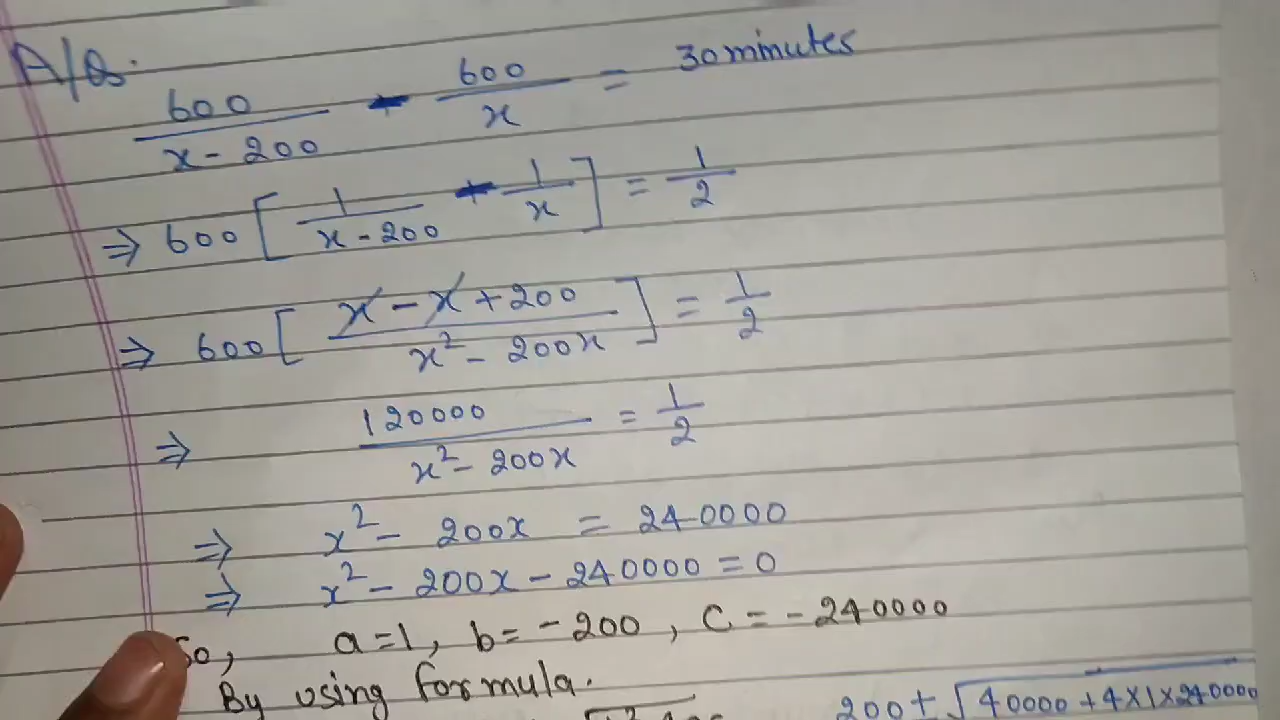 A/Q.
600/(x - 200) - 600/x = 30 minutes
⇒ 600 [ 1/(x - 200) - 1/x ] = 1/2
⇒ 600 [ (x - x + 200)/(x² - 200x) ] = 1/2
⇒ 120000/(x² - 200x) = 1/2
⇒ x² - 200x = 240000
⇒ x² - 200x - 240000 = 0
So, a = 1, b = -200, c = -240000
By using formula.
200 ± √40000 + 4 × 1 × 240000